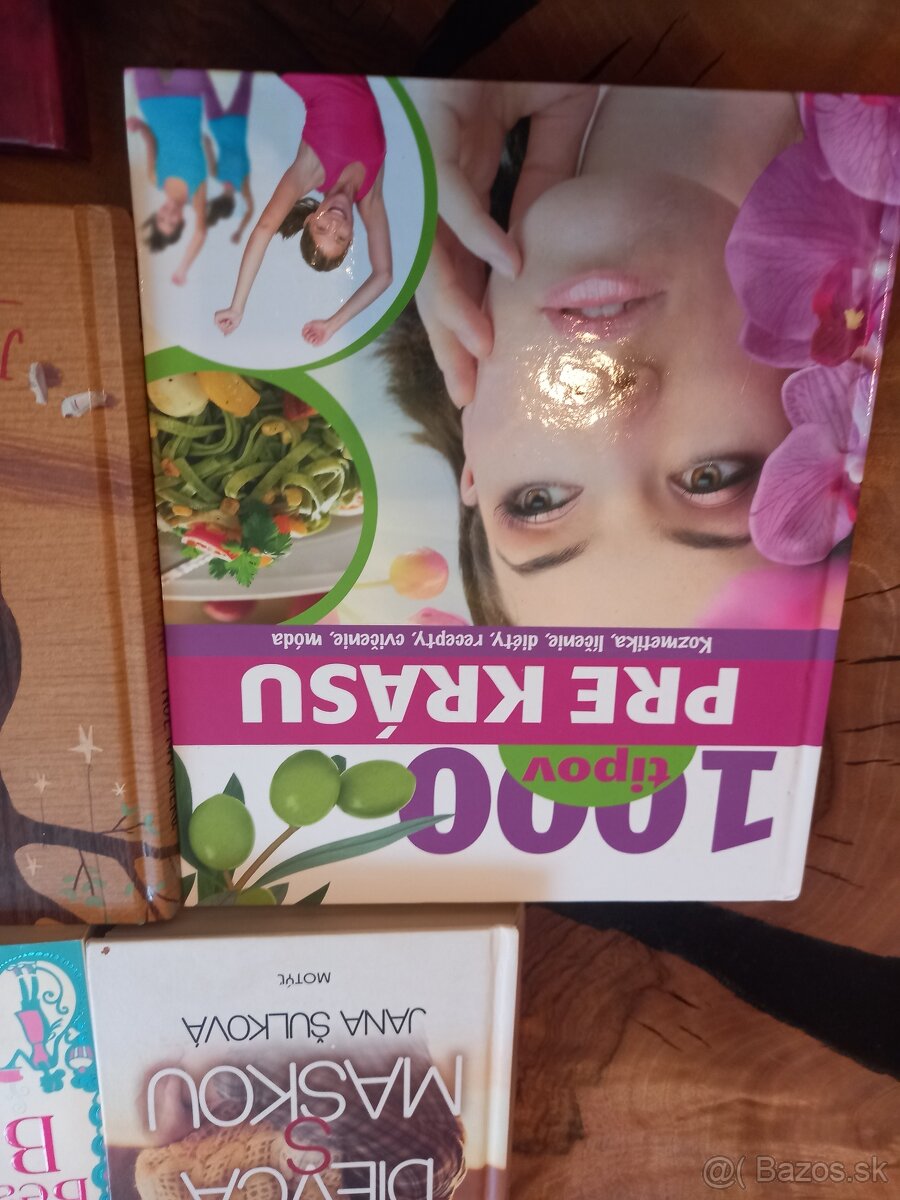 1000
tipov
PRE KRÁSU
Kozmetika, líčenie, diéty, recepty, cvičenie, móda
DIEVČA
S
MASKOU
JANA ŠULKOVÁ
MOTÝĽ
@( Bazos.sk